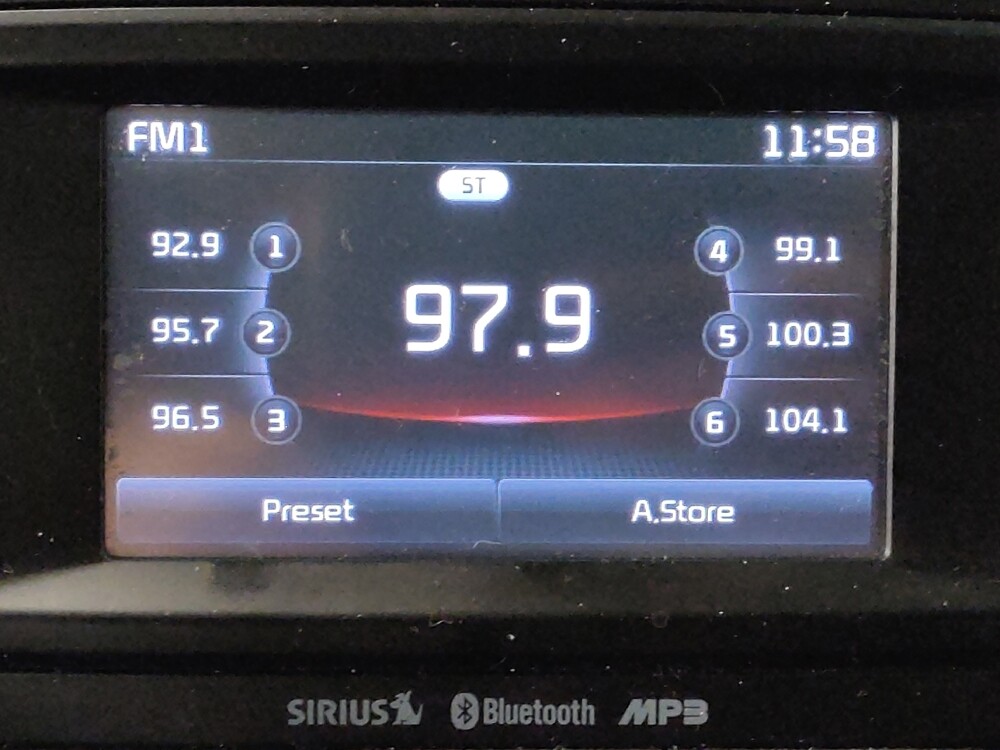 FM1 11:58
ST
92.9 1 4 99.1
97.9
95.7 2 5 100.3
96.5 3 6 104.1
Preset A.Store
SIRIUS Bluetooth MP3